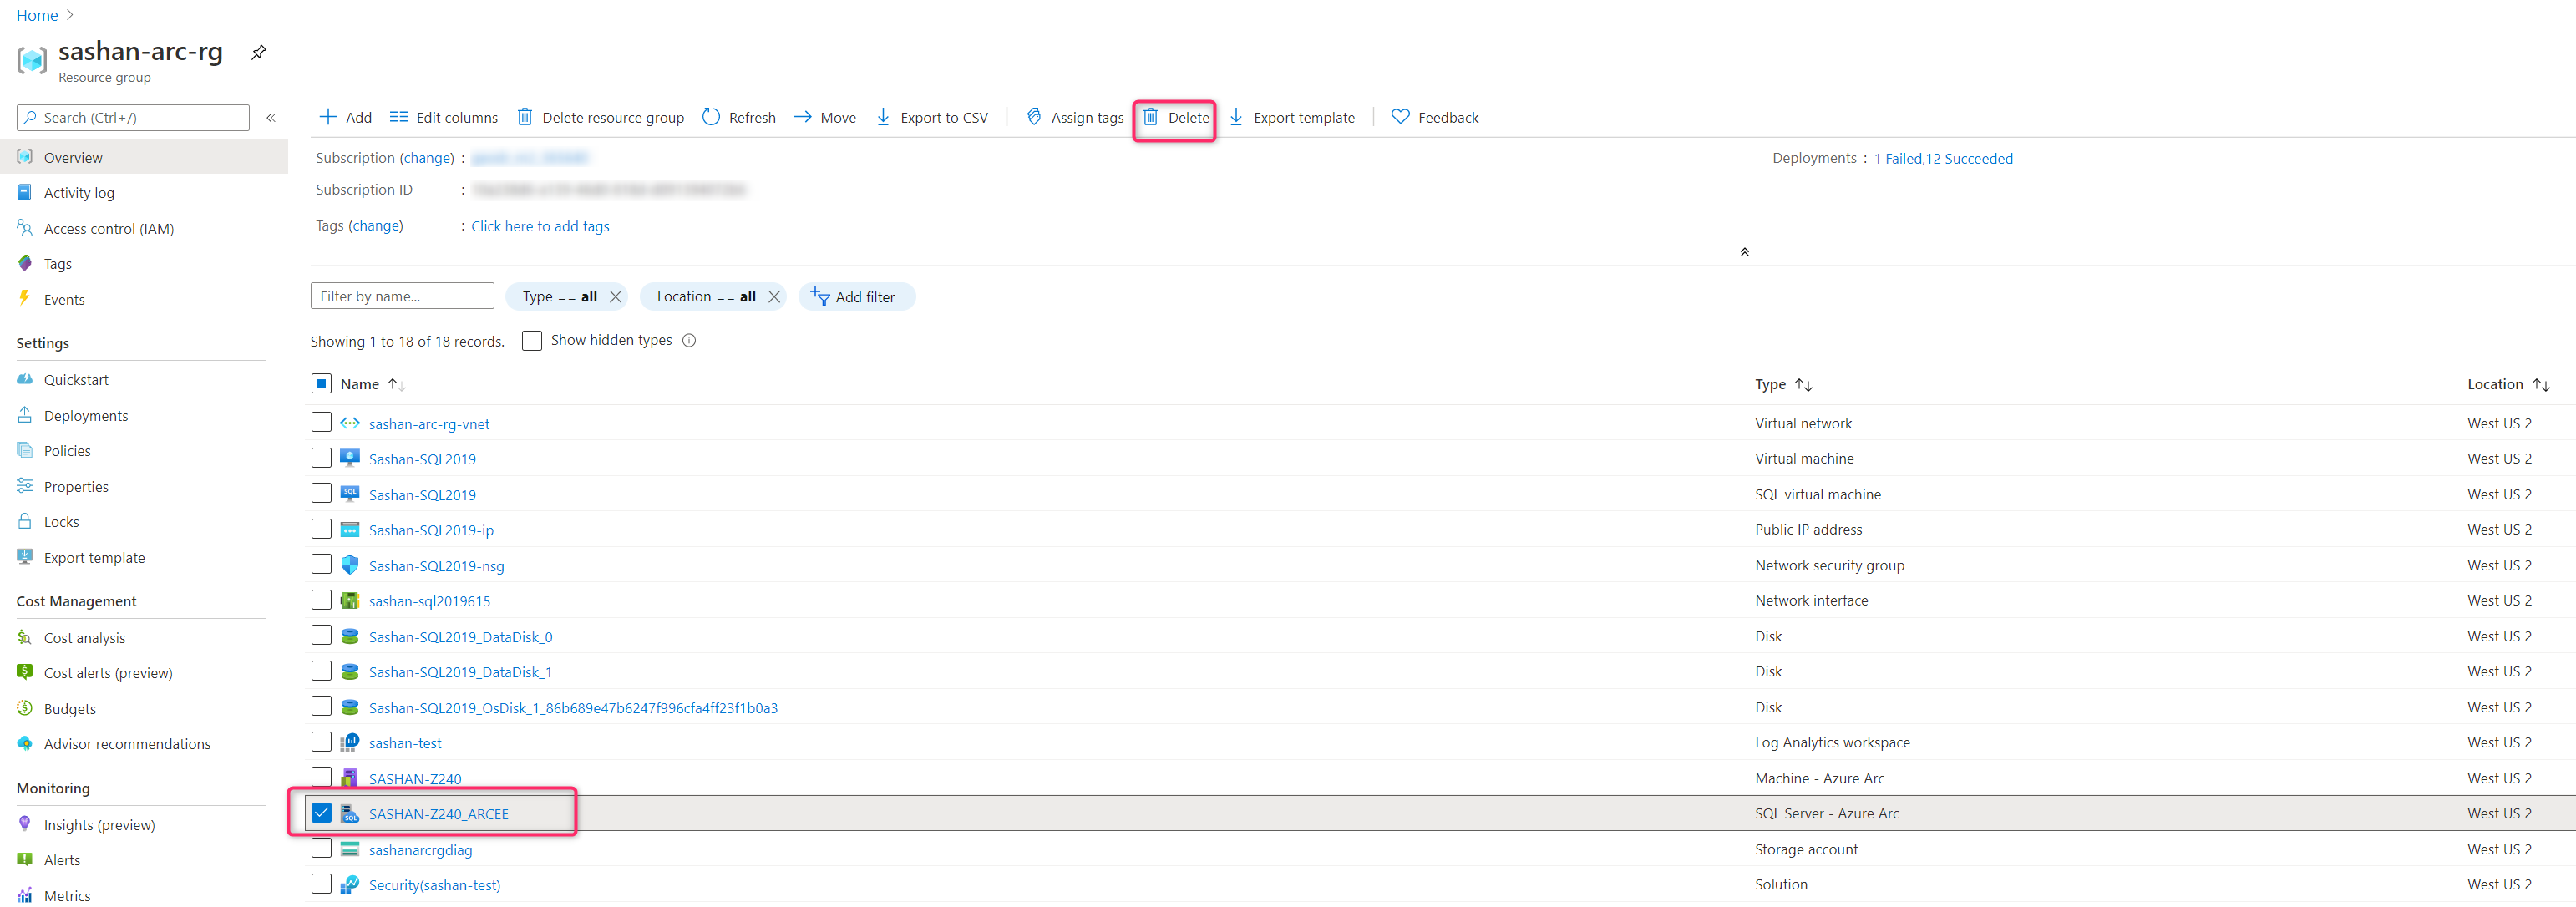 Home
sashan-arc-rg
Resource group
Search (Ctrl+/)
Add Edit columns Delete resource group Refresh Move Export to CSV Assign tags Delete Export template Feedback
Overview
Activity log
Access control (IAM)
Tags
Events
Settings
Quickstart
Deployments
Policies
Properties
Locks
Export template
Cost Management
Cost analysis
Cost alerts (preview)
Budgets
Advisor recommendations
Monitoring
Insights (preview)
Alerts
Metrics
Subscription (change) :
Deployments : 1 Failed,12 Succeeded
Subscription ID :
Tags (change) : Click here to add tags
Filter by name... Type == all Location == all Add filter
Showing 1 to 18 of 18 records. Show hidden types
Name Type Location
sashan-arc-rg-vnet Virtual network West US 2
Sashan-SQL2019 Virtual machine West US 2
Sashan-SQL2019 SQL virtual machine West US 2
Sashan-SQL2019-ip Public IP address West US 2
Sashan-SQL2019-nsg Network security group West US 2
sashan-sql2019615 Network interface West US 2
Sashan-SQL2019_DataDisk_0 Disk West US 2
Sashan-SQL2019_DataDisk_1 Disk West US 2
Sashan-SQL2019_OsDisk_1_86b689e47b6247f996cfa4ff23f1b0a3 Disk West US 2
sashan-test Log Analytics workspace West US 2
SASHAN-Z240 Machine - Azure Arc West US 2
SASHAN-Z240_ARCEE SQL Server - Azure Arc West US 2
sashanarcrgdiag Storage account West US 2
Security(sashan-test) Solution West US 2